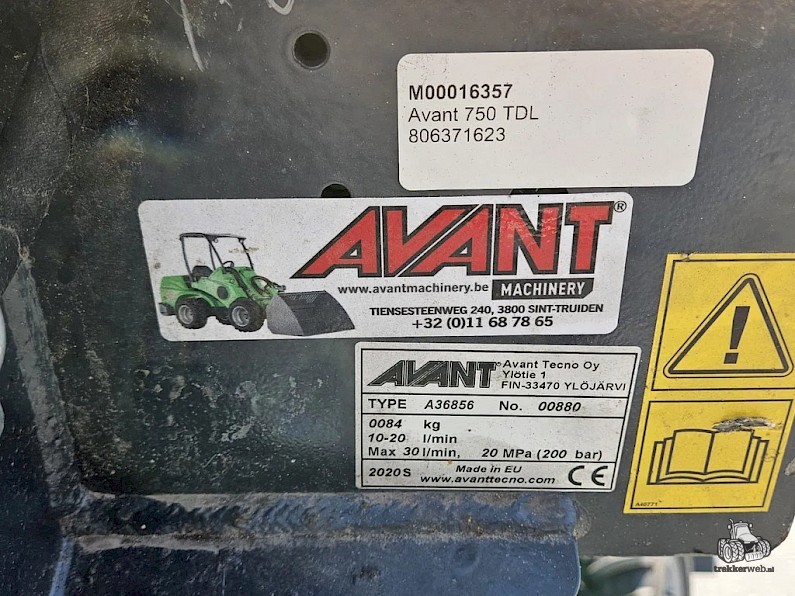 M00016357
Avant 750 TDL
806371623
AVANT®
www.avantmachinery.be MACHINERY
TIENSESTEENWEG 240, 3800 SINT-TRUIDEN
+32 (0)11 68 78 65
AVANT® Avant Tecno Oy
Ylötie 1
FIN-33470 YLÖJÄRVI
TYPE A36856 No. 00880
0084 kg
10-20 l/min
Max 30 l/min, 20 MPa (200 bar)
2020S Made in EU
www.avanttecno.com CE
!
A46771
trekkerweb.nl